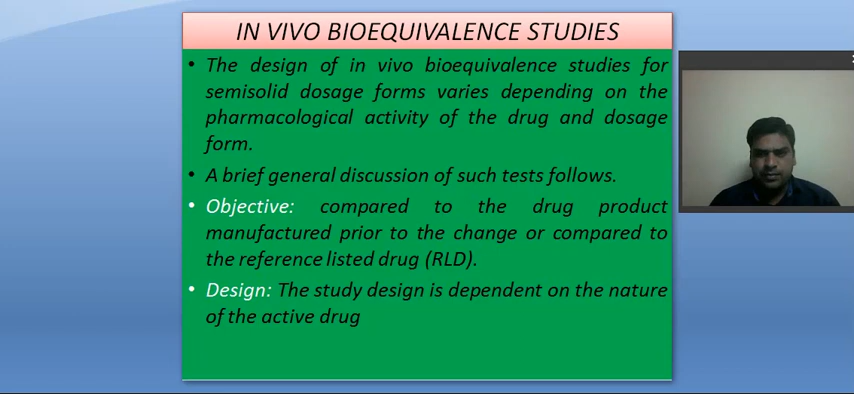 IN VIVO BIOEQUIVALENCE STUDIES
• The design of in vivo bioequivalence studies for
semisolid dosage forms varies depending on the
pharmacological activity of the drug and dosage
form.
• A brief general discussion of such tests follows.
• Objective: compared to the drug product
manufactured prior to the change or compared to
the reference listed drug (RLD).
• Design: The study design is dependent on the nature
of the active drug